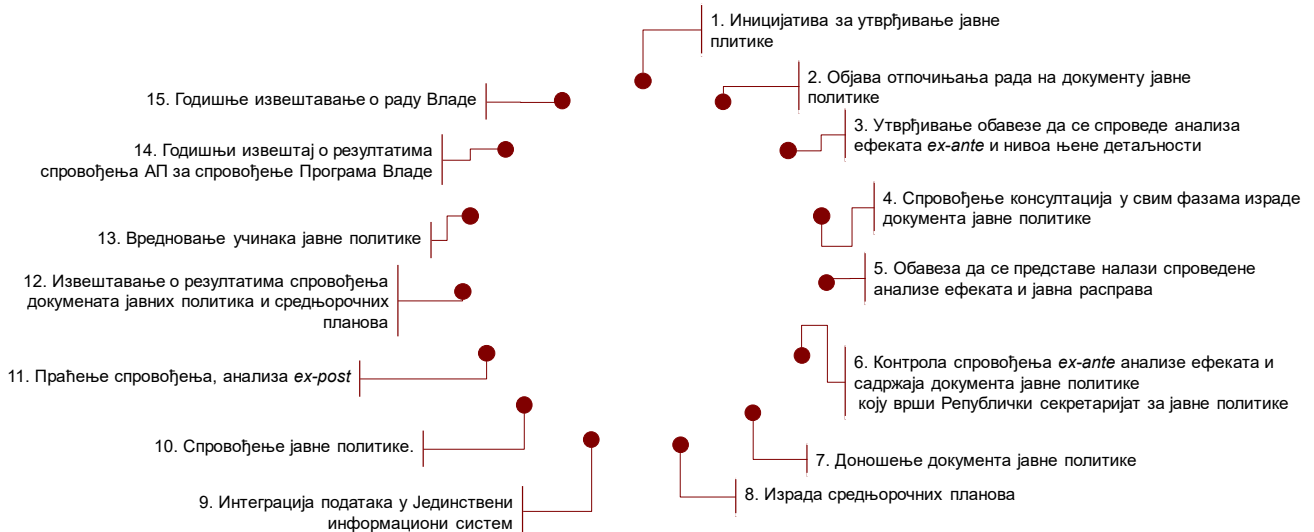 1. Иницијатива за утврђивање јавне
плитике
2. Објава отпочињања рада на документу јавне
политике
3. Утврђивање обавезе да се спроведе анализа
ефеката ex-ante и нивоа њене детаљности
4. Спровођење консултација у свим фазама израде
документа јавне политике
5. Обавеза да се представе налази спроведене
анализе ефеката и јавна расправа
6. Контрола спровођења ex-ante анализе ефеката и
садржаја документа јавне политике
коју врши Републички секретаријат за јавне политике
7. Доношење документа јавне политике
8. Израда средњорочних планова
9. Интеграција података у Јединствени
информациони систем
10. Спровођење јавне политике.
11. Праћење спровођења, анализа ex-post
12. Извештавање о резултатима спровођења
докумената јавних политика и средњорочних
планова
13. Вредновање учинака јавне политике
14. Годишњи извештај о резултатима
спровођења АП за спровођење Програма Владе
15. Годишње извештавање о раду Владе